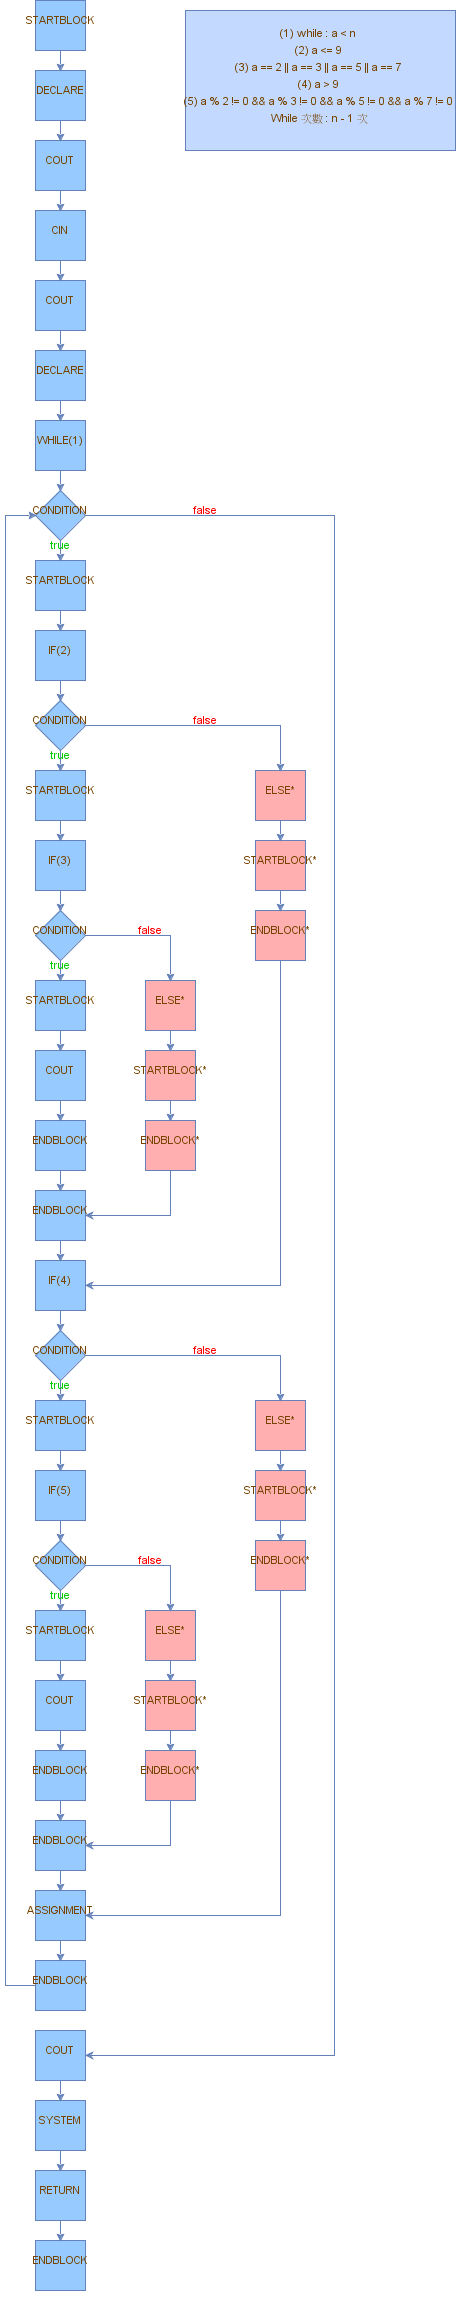 STARTBLOCK
(1) while : a < n
(2) a <= 9
(3) a == 2 || a == 3 || a == 5 || a == 7
(4) a > 9
(5) a % 2 != 0 && a % 3 != 0 && a % 5 != 0 && a % 7 != 0
While 次數 : n - 1 次
DECLARE
COUT
CIN
COUT
DECLARE
WHILE(1)
CONDITION false
true
STARTBLOCK
IF(2)
CONDITION false
true
STARTBLOCK ELSE*
IF(3) STARTBLOCK*
CONDITION false ENDBLOCK*
true
STARTBLOCK ELSE*
COUT STARTBLOCK*
ENDBLOCK ENDBLOCK*
ENDBLOCK
IF(4)
CONDITION false
true
STARTBLOCK ELSE*
IF(5) STARTBLOCK*
CONDITION false ENDBLOCK*
true
STARTBLOCK ELSE*
COUT STARTBLOCK*
ENDBLOCK ENDBLOCK*
ENDBLOCK
ASSIGNMENT
ENDBLOCK
COUT
SYSTEM
RETURN
ENDBLOCK